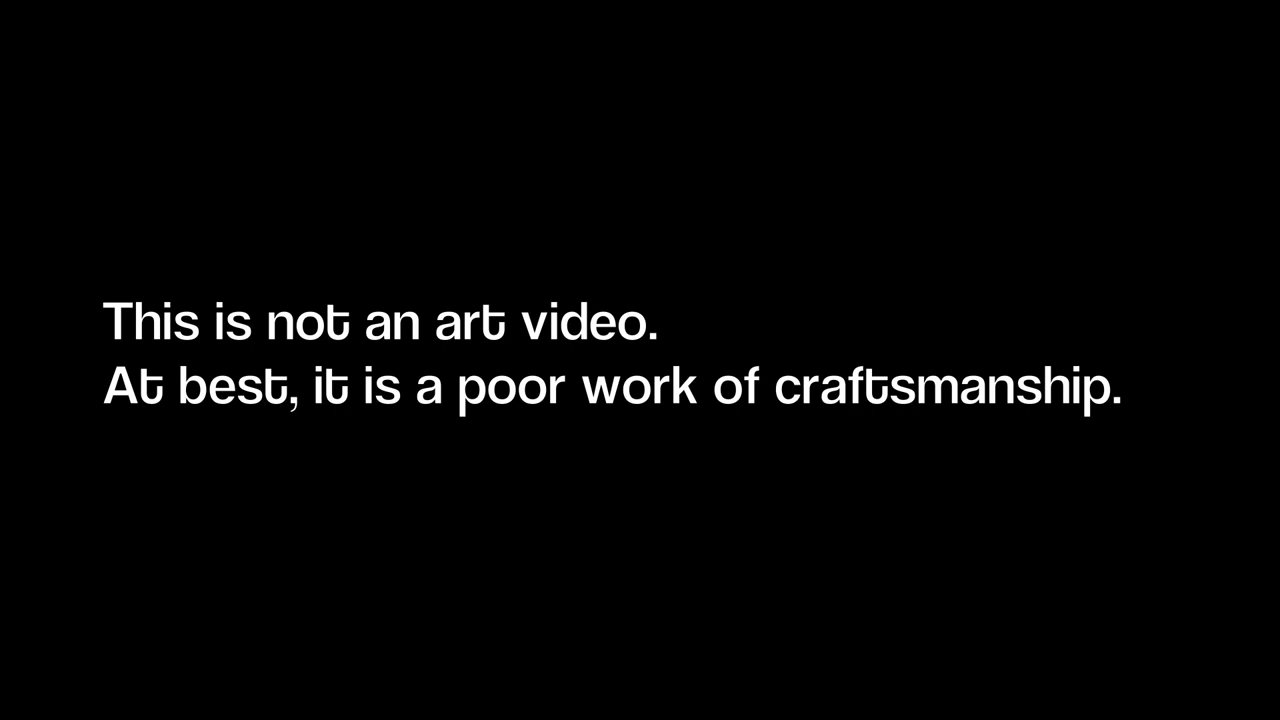 This is not an art video.
At best, it is a poor work of craftsmanship.